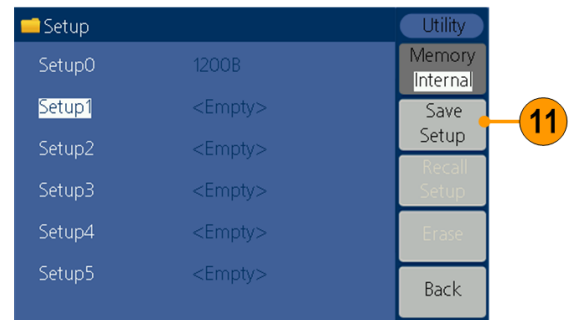 Setup
Utility
Setup0 1200B
Memory
Internal
Setup1 <Empty>
Save
Setup
11
Setup2 <Empty>
Recall
Setup
Setup3 <Empty>
Setup4 <Empty>
Erase
Setup5 <Empty>
Back